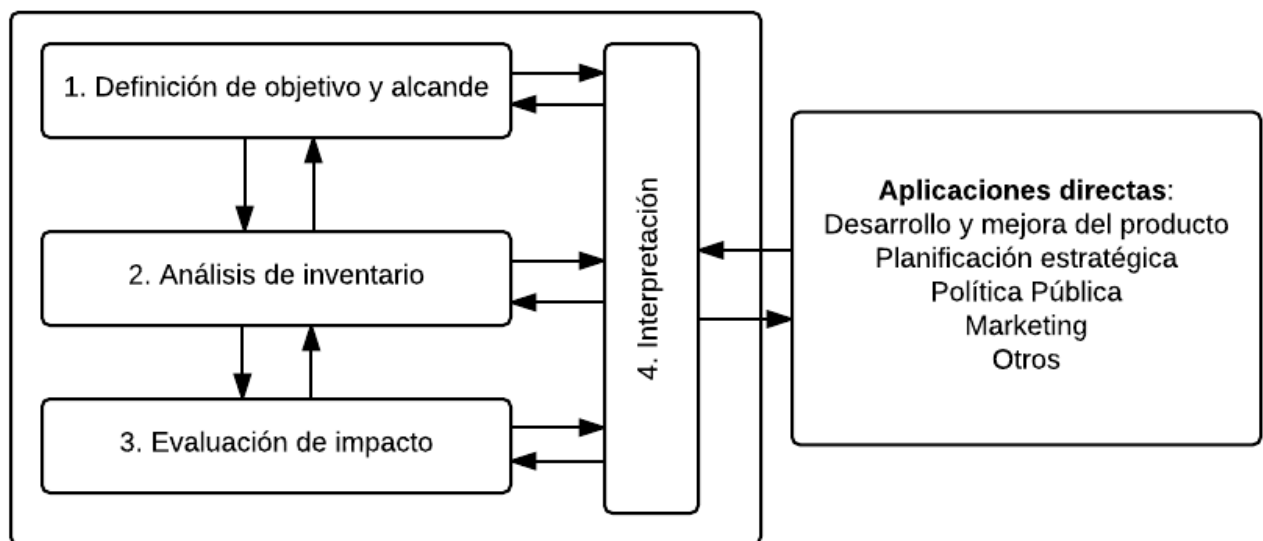 1. Definición de objetivo y alcande
2. Análisis de inventario
3. Evaluación de impacto
4. Interpretación
Aplicaciones directas:
Desarrollo y mejora del producto
Planificación estratégica
Política Pública
Marketing
Otros